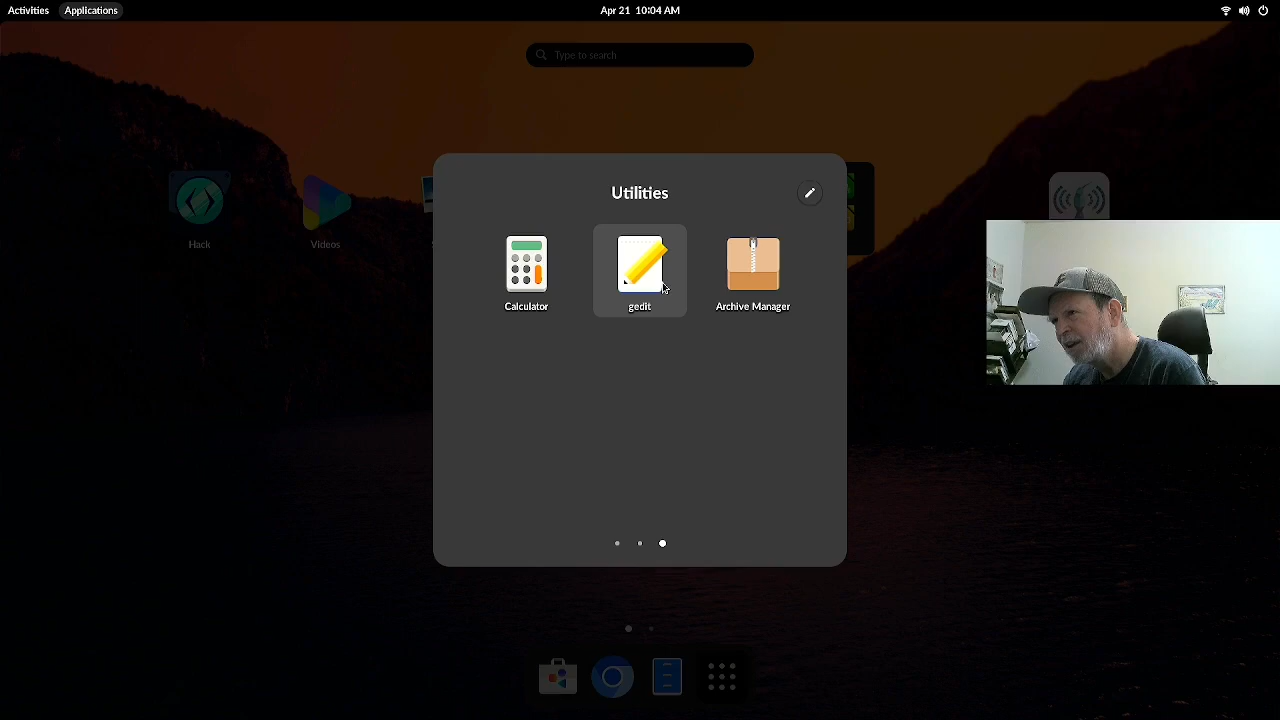 Activities Applications Apr 21 10:04 AM
Type to search
Utilities
Hack Videos
Calculator gedit Archive Manager